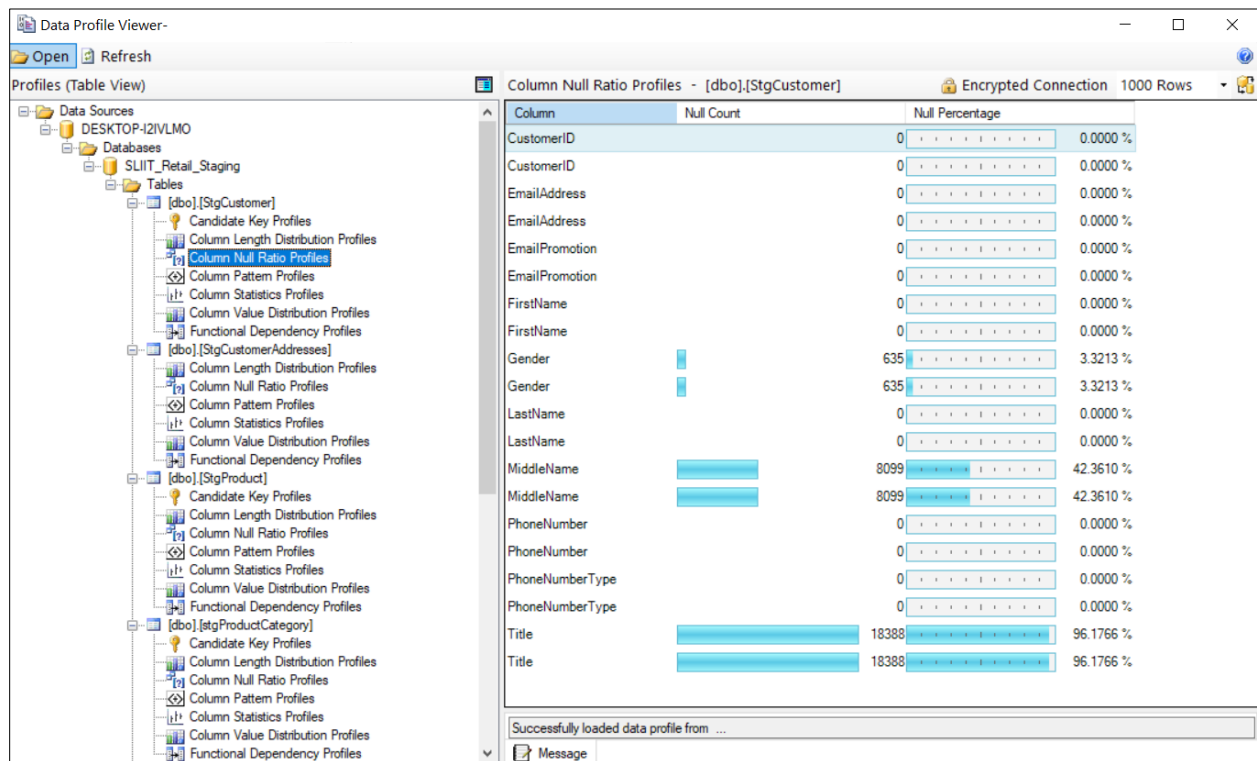 Data Profile Viewer-
Open Refresh
Profiles (Table View)
Data Sources
DESKTOP-I2IVLMO
Databases
SLIIT_Retail_Staging
Tables
[dbo].[StgCustomer]
Candidate Key Profiles
Column Length Distribution Profiles
Column Null Ratio Profiles
Column Pattern Profiles
Column Statistics Profiles
Column Value Distribution Profiles
Functional Dependency Profiles
[dbo].[StgCustomerAddresses]
Column Length Distribution Profiles
Column Null Ratio Profiles
Column Pattern Profiles
Column Statistics Profiles
Column Value Distribution Profiles
Functional Dependency Profiles
[dbo].[StgProduct]
Candidate Key Profiles
Column Length Distribution Profiles
Column Null Ratio Profiles
Column Pattern Profiles
Column Statistics Profiles
Column Value Distribution Profiles
Functional Dependency Profiles
[dbo].[stgProductCategory]
Candidate Key Profiles
Column Length Distribution Profiles
Column Null Ratio Profiles
Column Pattern Profiles
Column Statistics Profiles
Column Value Distribution Profiles
Functional Dependency Profiles
Column Null Ratio Profiles - [dbo].[StgCustomer] Encrypted Connection 1000 Rows
Column Null Count Null Percentage
CustomerID 0 0.0000 %
CustomerID 0 0.0000 %
EmailAddress 0 0.0000 %
EmailAddress 0 0.0000 %
EmailPromotion 0 0.0000 %
EmailPromotion 0 0.0000 %
FirstName 0 0.0000 %
FirstName 0 0.0000 %
Gender 635 3.3213 %
Gender 635 3.3213 %
LastName 0 0.0000 %
LastName 0 0.0000 %
MiddleName 8099 42.3610 %
MiddleName 8099 42.3610 %
PhoneNumber 0 0.0000 %
PhoneNumber 0 0.0000 %
PhoneNumberType 0 0.0000 %
PhoneNumberType 0 0.0000 %
Title 18388 96.1766 %
Title 18388 96.1766 %
Successfully loaded data profile from ...
Message